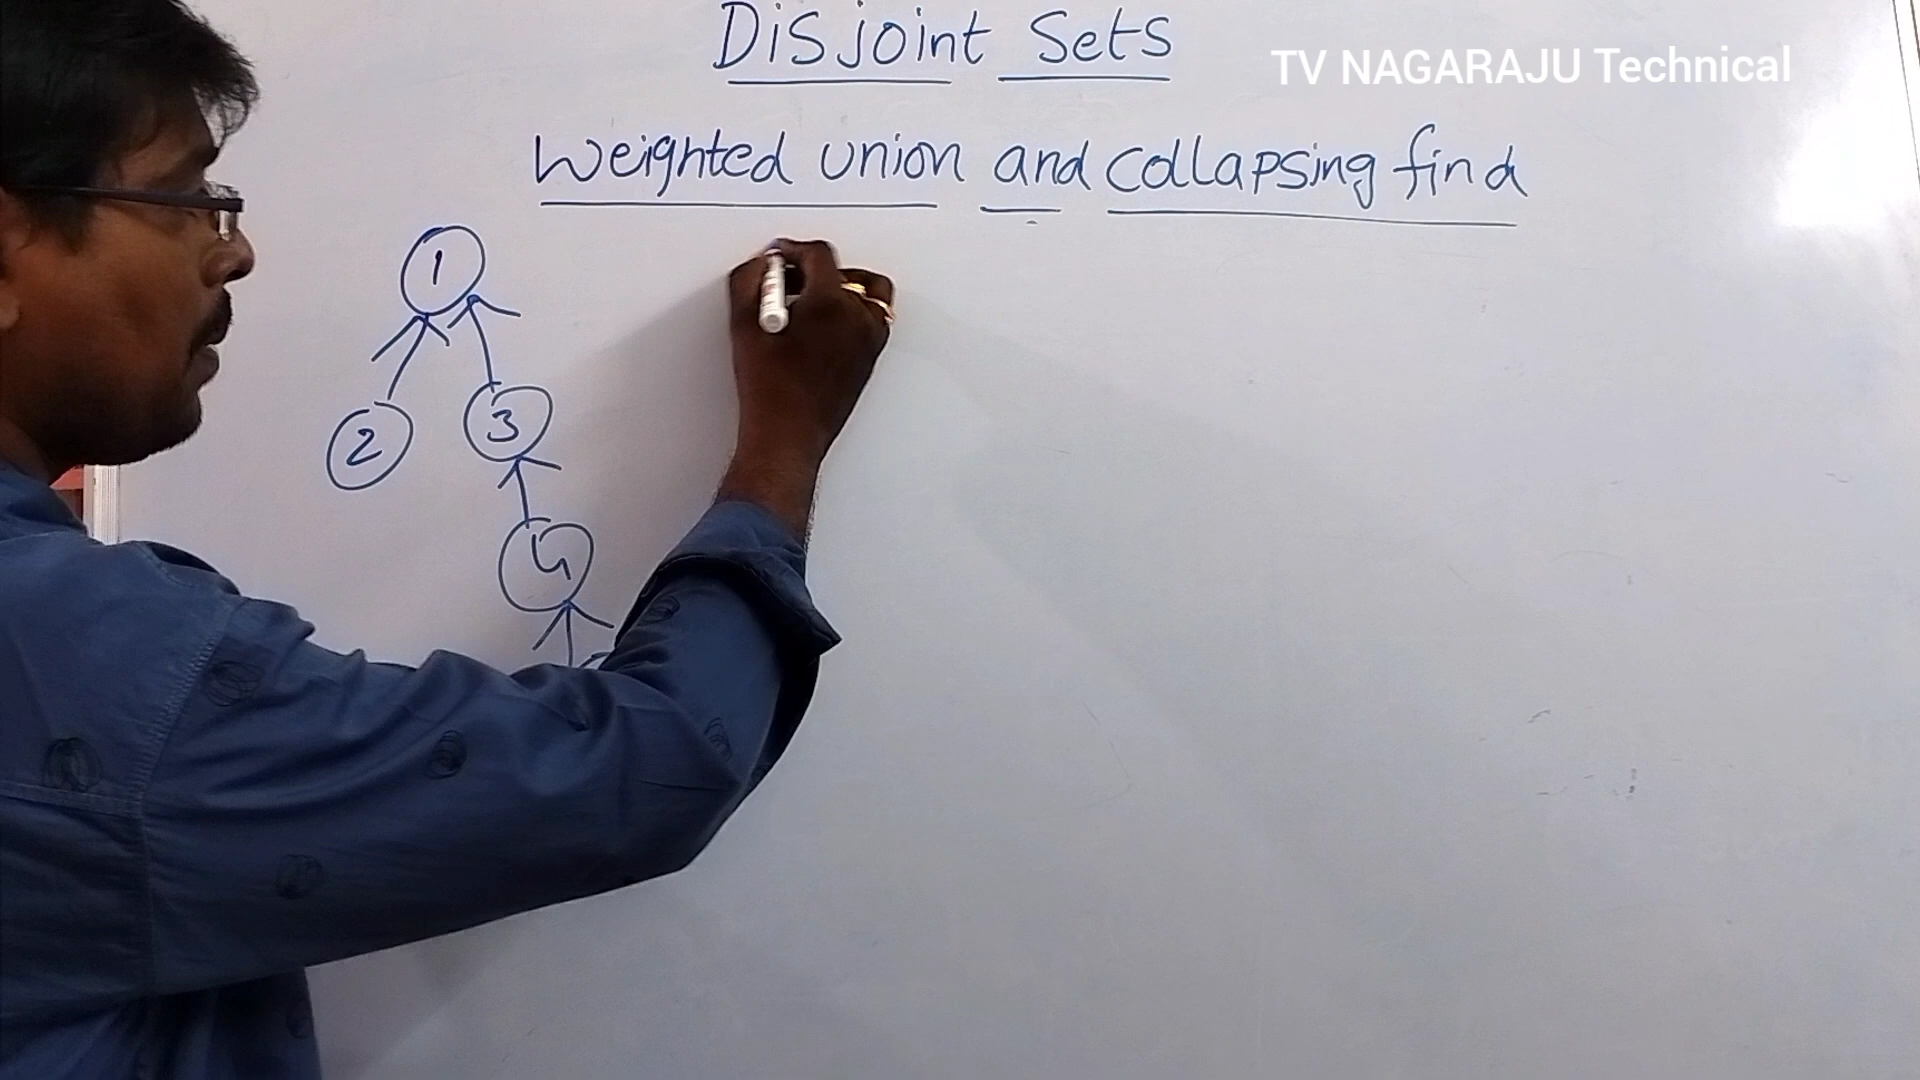 Disjoint Sets
TV NAGARAJU Technical
Weighted union and collapsing find
1
2
3
4